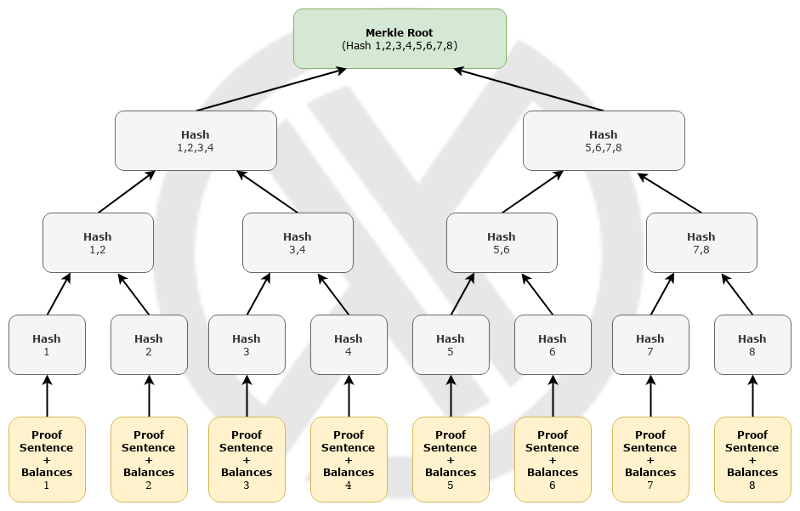 Merkle Root
(Hash 1,2,3,4,5,6,7,8)
Hash
1,2,3,4
Hash
5,6,7,8
Hash
1,2
Hash
3,4
Hash
5,6
Hash
7,8
Hash
1
Hash
2
Hash
3
Hash
4
Hash
5
Hash
6
Hash
7
Hash
8
Proof
Sentence
+
Balances
1
Proof
Sentence
+
Balances
2
Proof
Sentence
+
Balances
3
Proof
Sentence
+
Balances
4
Proof
Sentence
+
Balances
5
Proof
Sentence
+
Balances
6
Proof
Sentence
+
Balances
7
Proof
Sentence
+
Balances
8